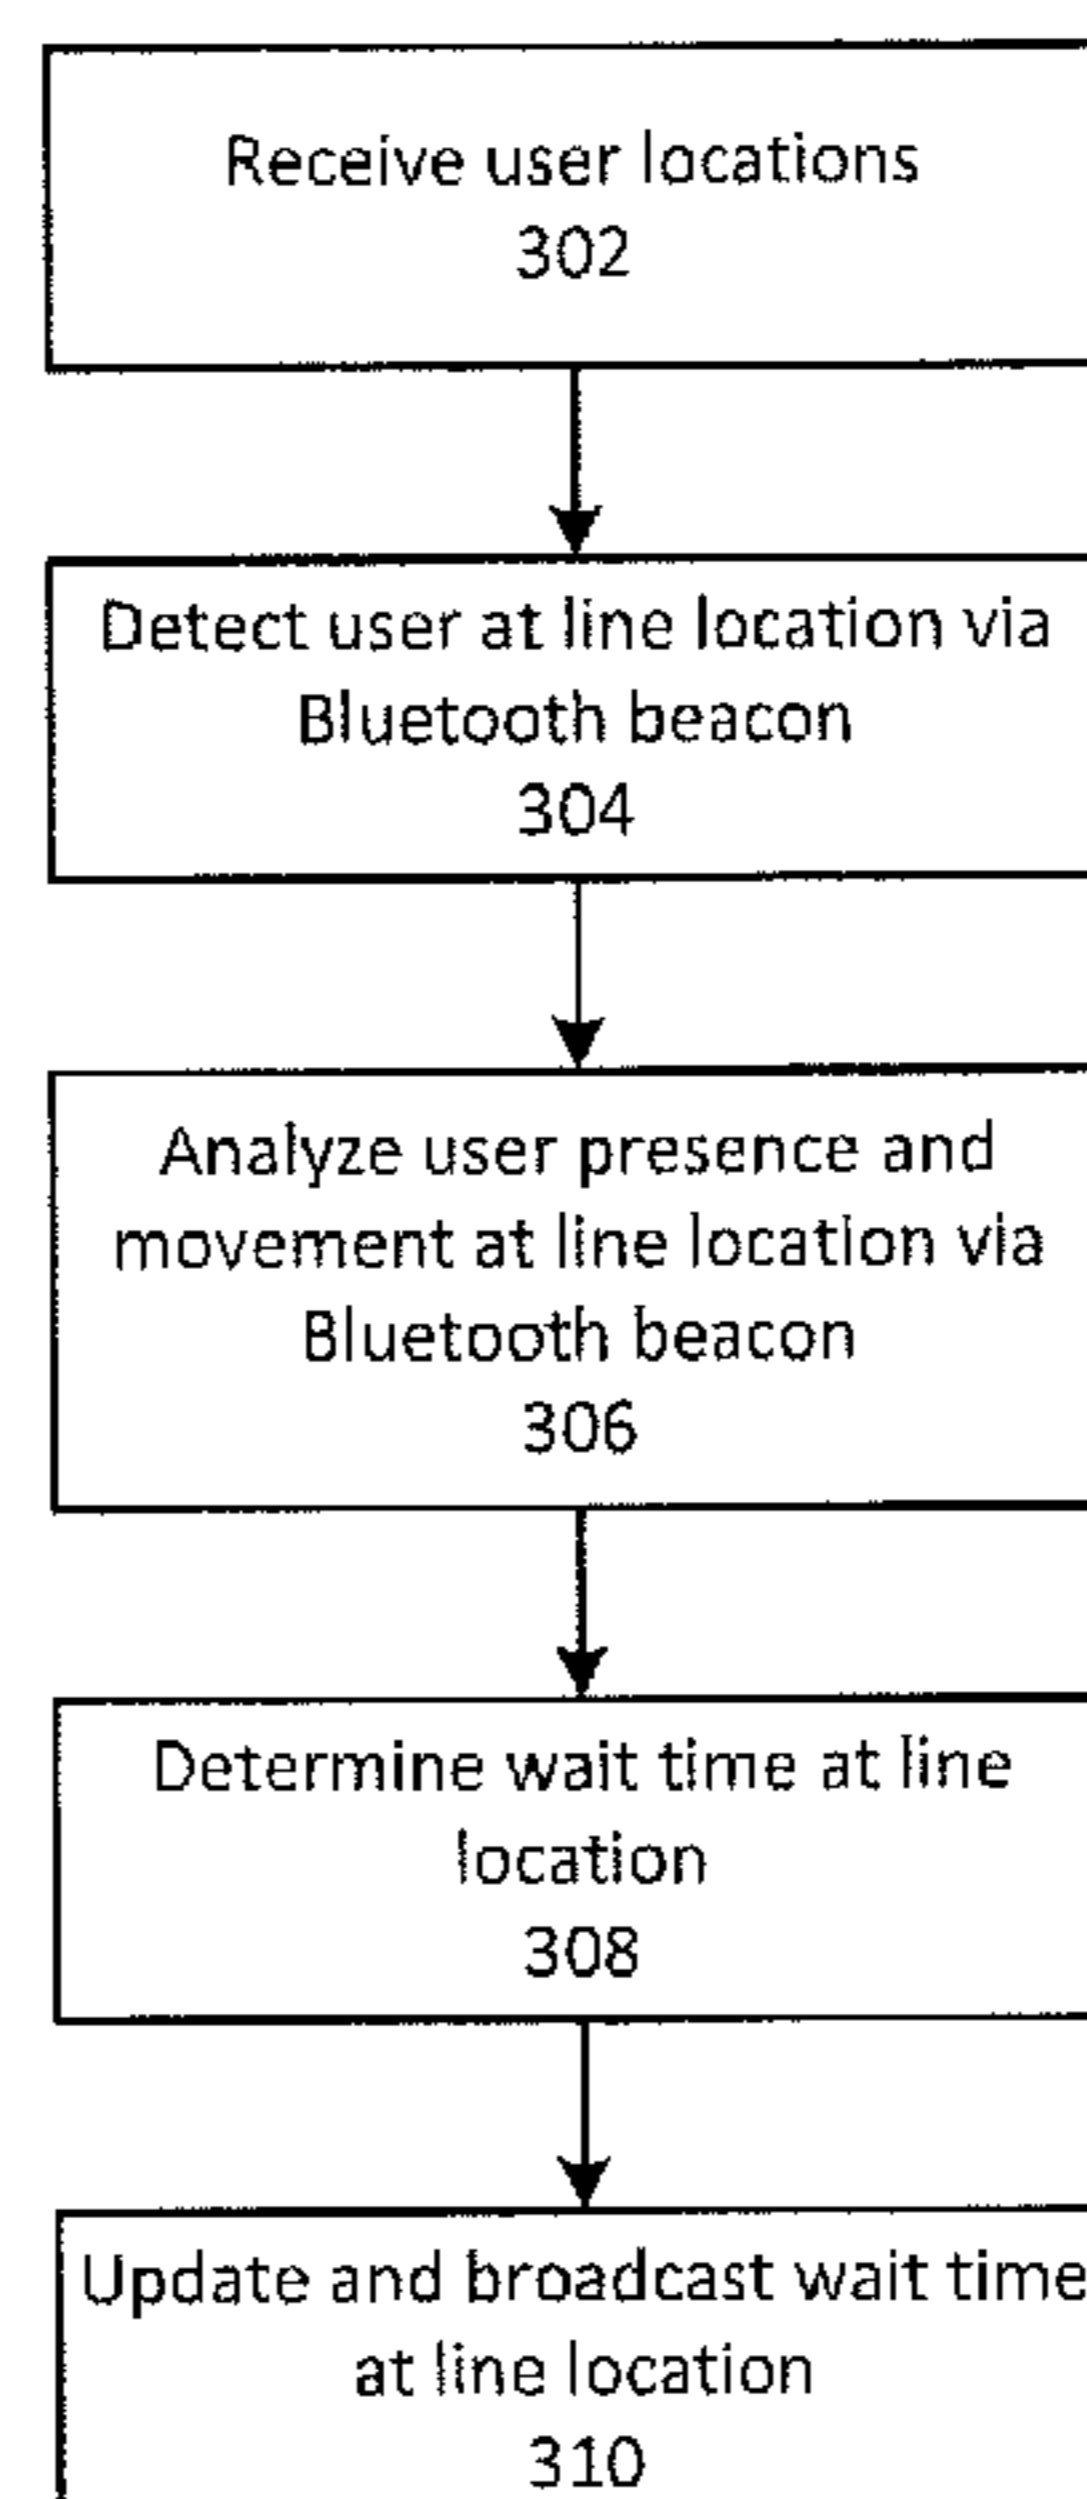 Receive user locations
302
Detect user at line location via
Bluetooth beacon
304
Analyze user presence and
movement at line location via
Bluetooth beacon
306
Determine wait time at line
location
308
Update and broadcast wait time
at line location
310